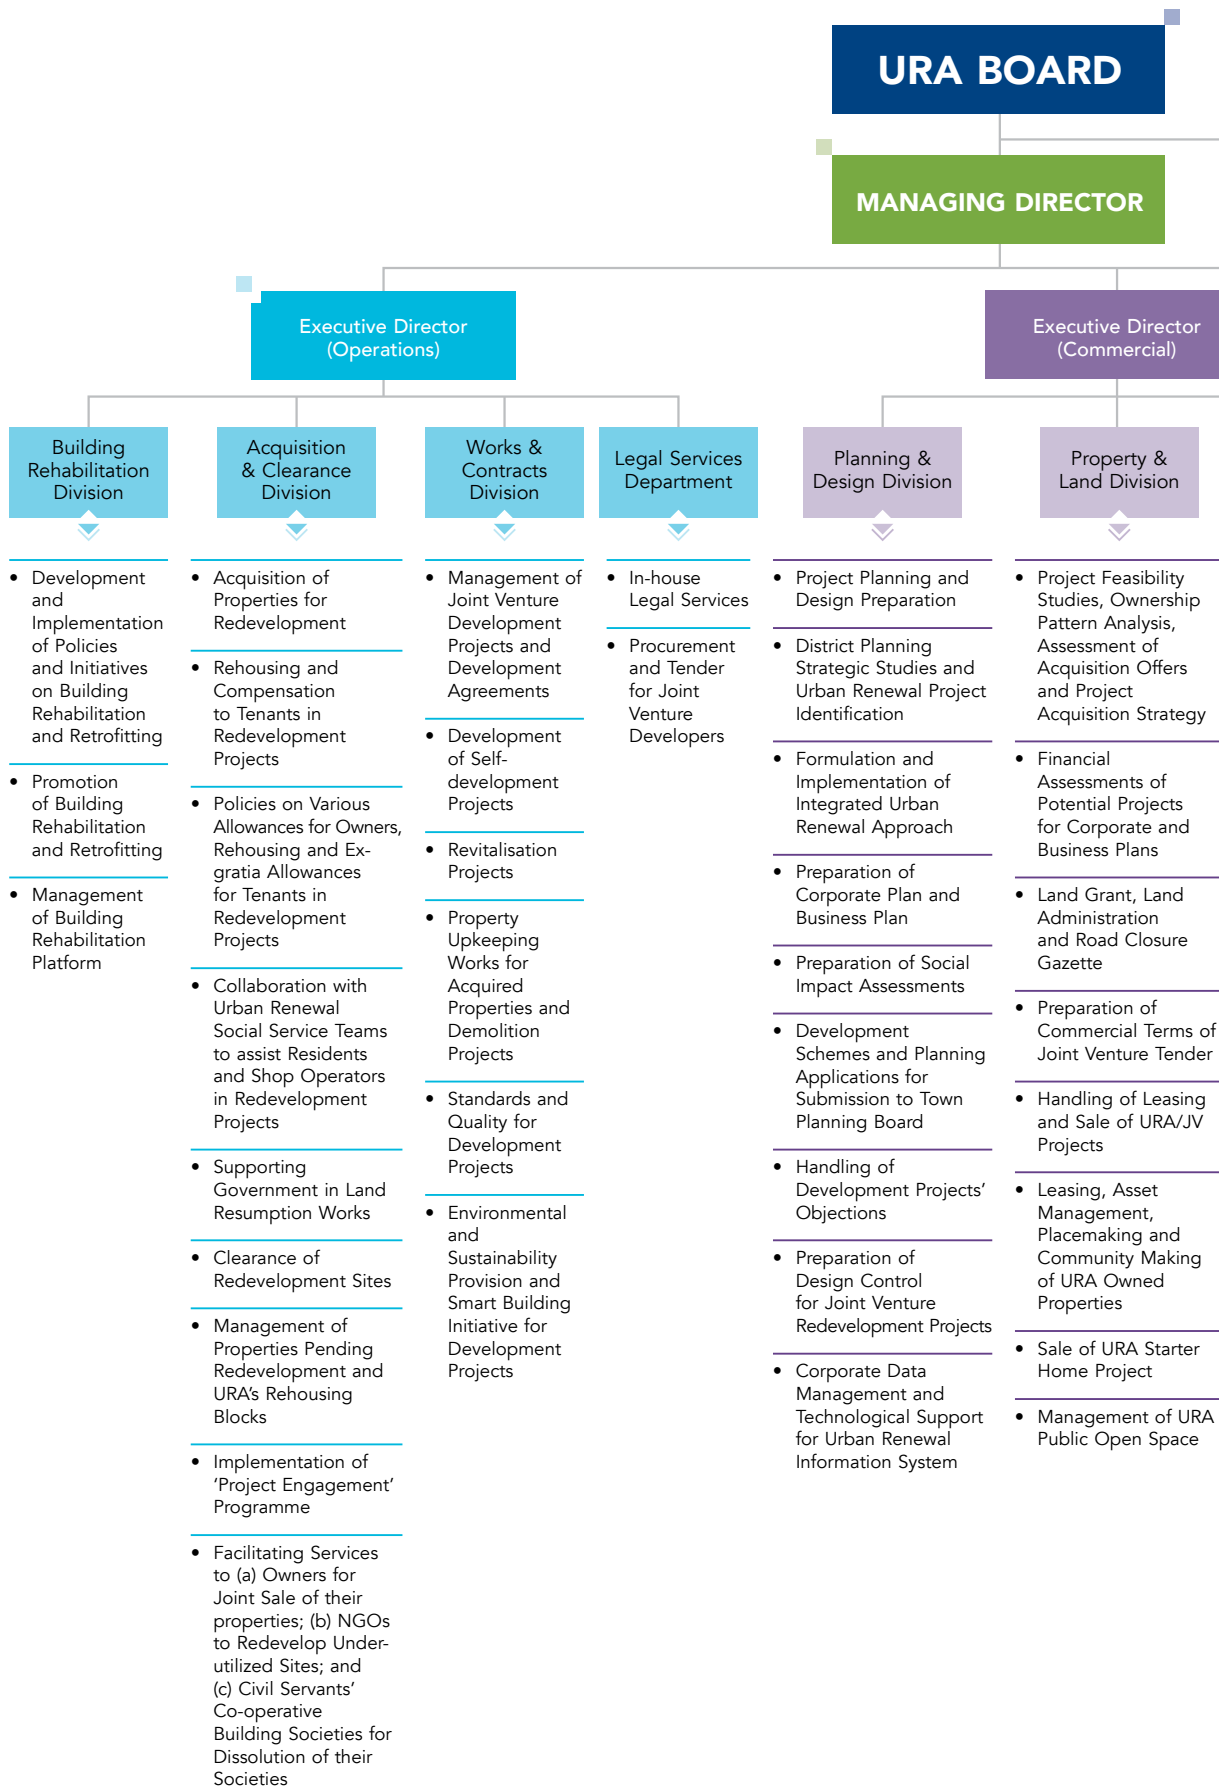 URA BOARD
MANAGING DIRECTOR
Executive Director
(Operations)
Executive Director
(Commercial)
Building
Rehabilitation
Division
Acquisition
& Clearance
Division
Works &
Contracts
Division
Legal Services
Department
Planning &
Design Division
Property &
Land Division
• Development
and
Implementation
of Policies
and Initiatives
on Building
Rehabilitation
and Retrofitting
• Promotion
of Building
Rehabilitation
and Retrofitting
• Management
of Building
Rehabilitation
Platform
• Acquisition of
Properties for
Redevelopment
• Rehousing and
Compensation
to Tenants in
Redevelopment
Projects
• Policies on Various
Allowances for Owners,
Rehousing and Ex-
gratia Allowances
for Tenants in
Redevelopment
Projects
• Collaboration with
Urban Renewal
Social Service Teams
to assist Residents
and Shop Operators
in Redevelopment
Projects
• Supporting
Government in Land
Resumption Works
• Clearance of
Redevelopment Sites
• Management of
Properties Pending
Redevelopment and
URA’s Rehousing
Blocks
• Implementation of
‘Project Engagement’
Programme
• Facilitating Services
to (a) Owners for
Joint Sale of their
properties; (b) NGOs
to Redevelop Under-
utilized Sites; and
(c) Civil Servants’
Co-operative
Building Societies for
Dissolution of their
Societies
• Management of
Joint Venture
Development
Projects and
Development
Agreements
• Development
of Self-
development
Projects
• Revitalisation
Projects
• Property
Upkeeping
Works for
Acquired
Properties and
Demolition
Projects
• Standards and
Quality for
Development
Projects
• Environmental
and
Sustainability
Provision and
Smart Building
Initiative for
Development
Projects
• In-house
Legal Services
• Procurement
and Tender
for Joint
Venture
Developers
• Project Planning and
Design Preparation
• District Planning
Strategic Studies and
Urban Renewal Project
Identification
• Formulation and
Implementation of
Integrated Urban
Renewal Approach
• Preparation of
Corporate Plan and
Business Plan
• Preparation of Social
Impact Assessments
• Development
Schemes and Planning
Applications for
Submission to Town
Planning Board
• Handling of
Development Projects’
Objections
• Preparation of
Design Control
for Joint Venture
Redevelopment Projects
• Corporate Data
Management and
Technological Support
for Urban Renewal
Information System
• Project Feasibility
Studies, Ownership
Pattern Analysis,
Assessment of
Acquisition Offers
and Project
Acquisition Strategy
• Financial
Assessments of
Potential Projects
for Corporate and
Business Plans
• Land Grant, Land
Administration
and Road Closure
Gazette
• Preparation of
Commercial Terms of
Joint Venture Tender
• Handling of Leasing
and Sale of URA/JV
Projects
• Leasing, Asset
Management,
Placemaking and
Community Making
of URA Owned
Properties
• Sale of URA Starter
Home Project
• Management of URA
Public Open Space